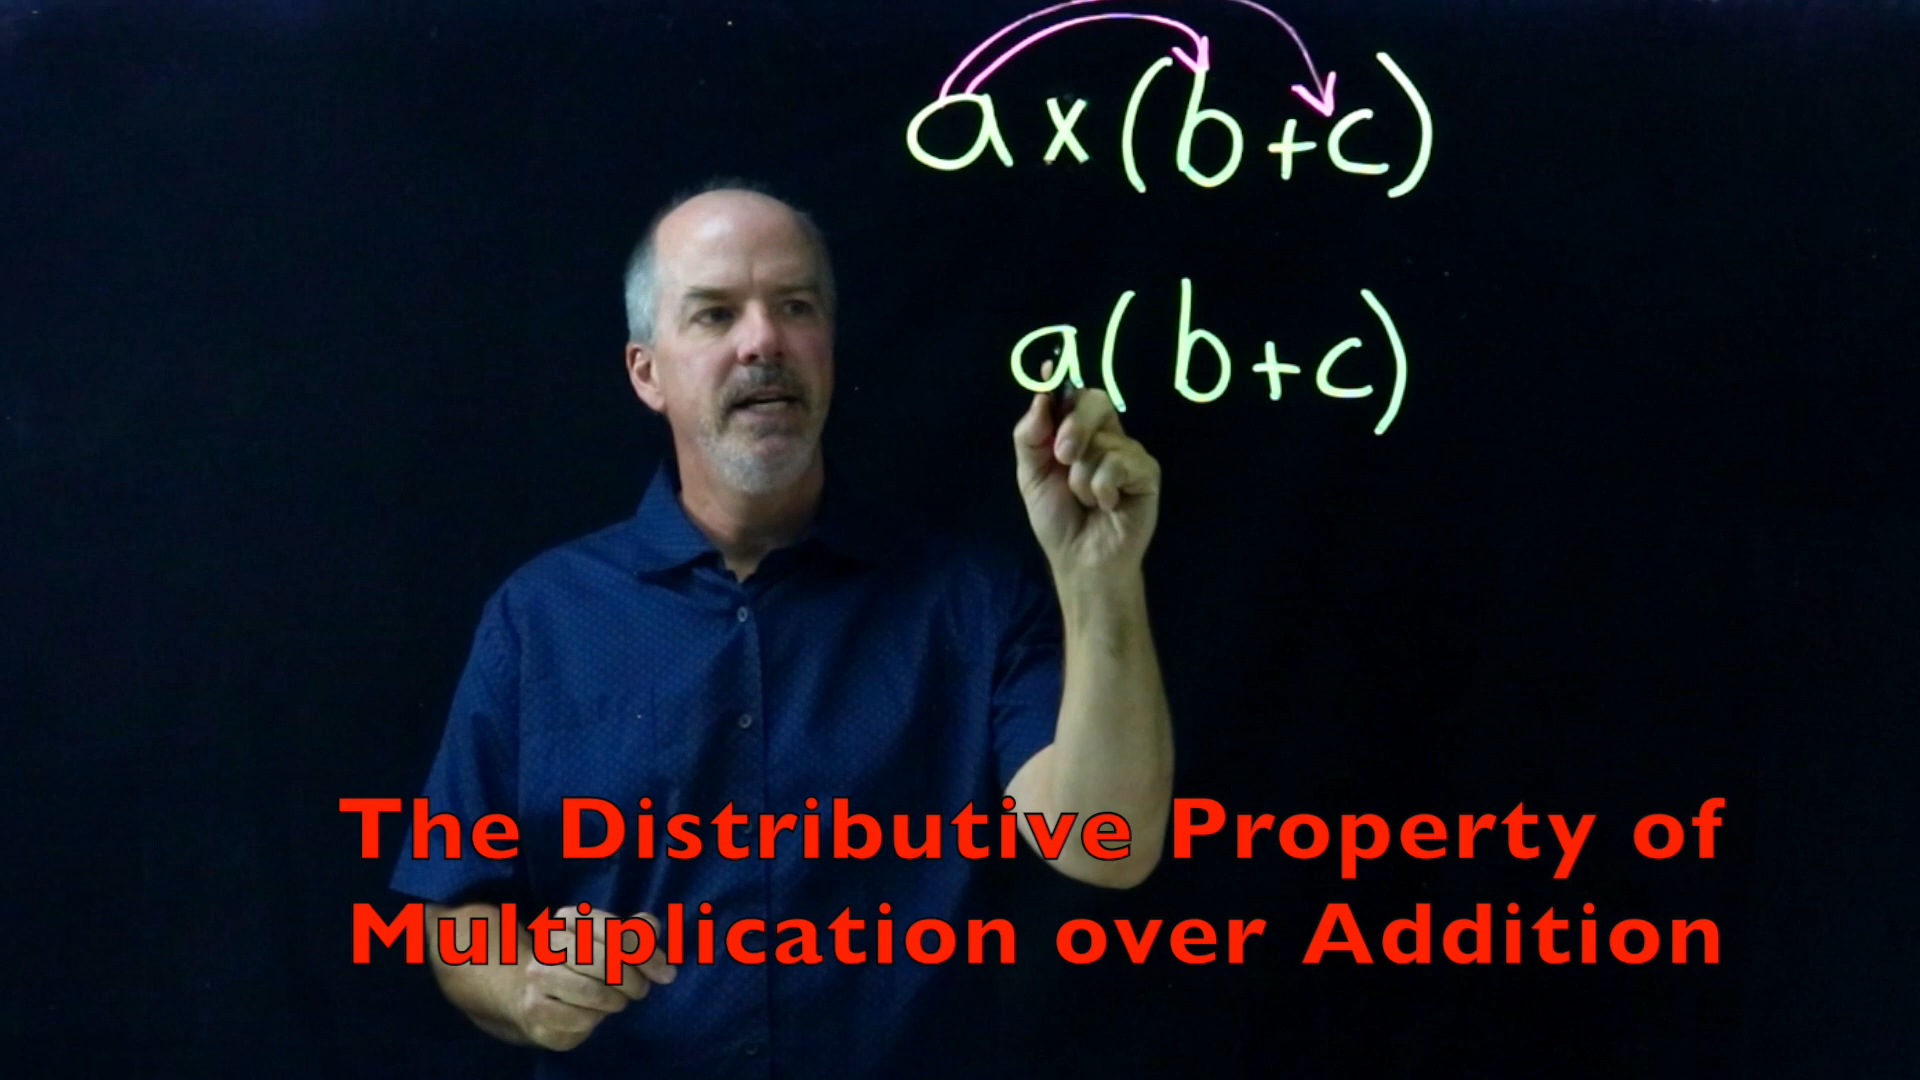 a x (b+c)
a(b+c)
The Distributive Property of
Multiplication over Addition